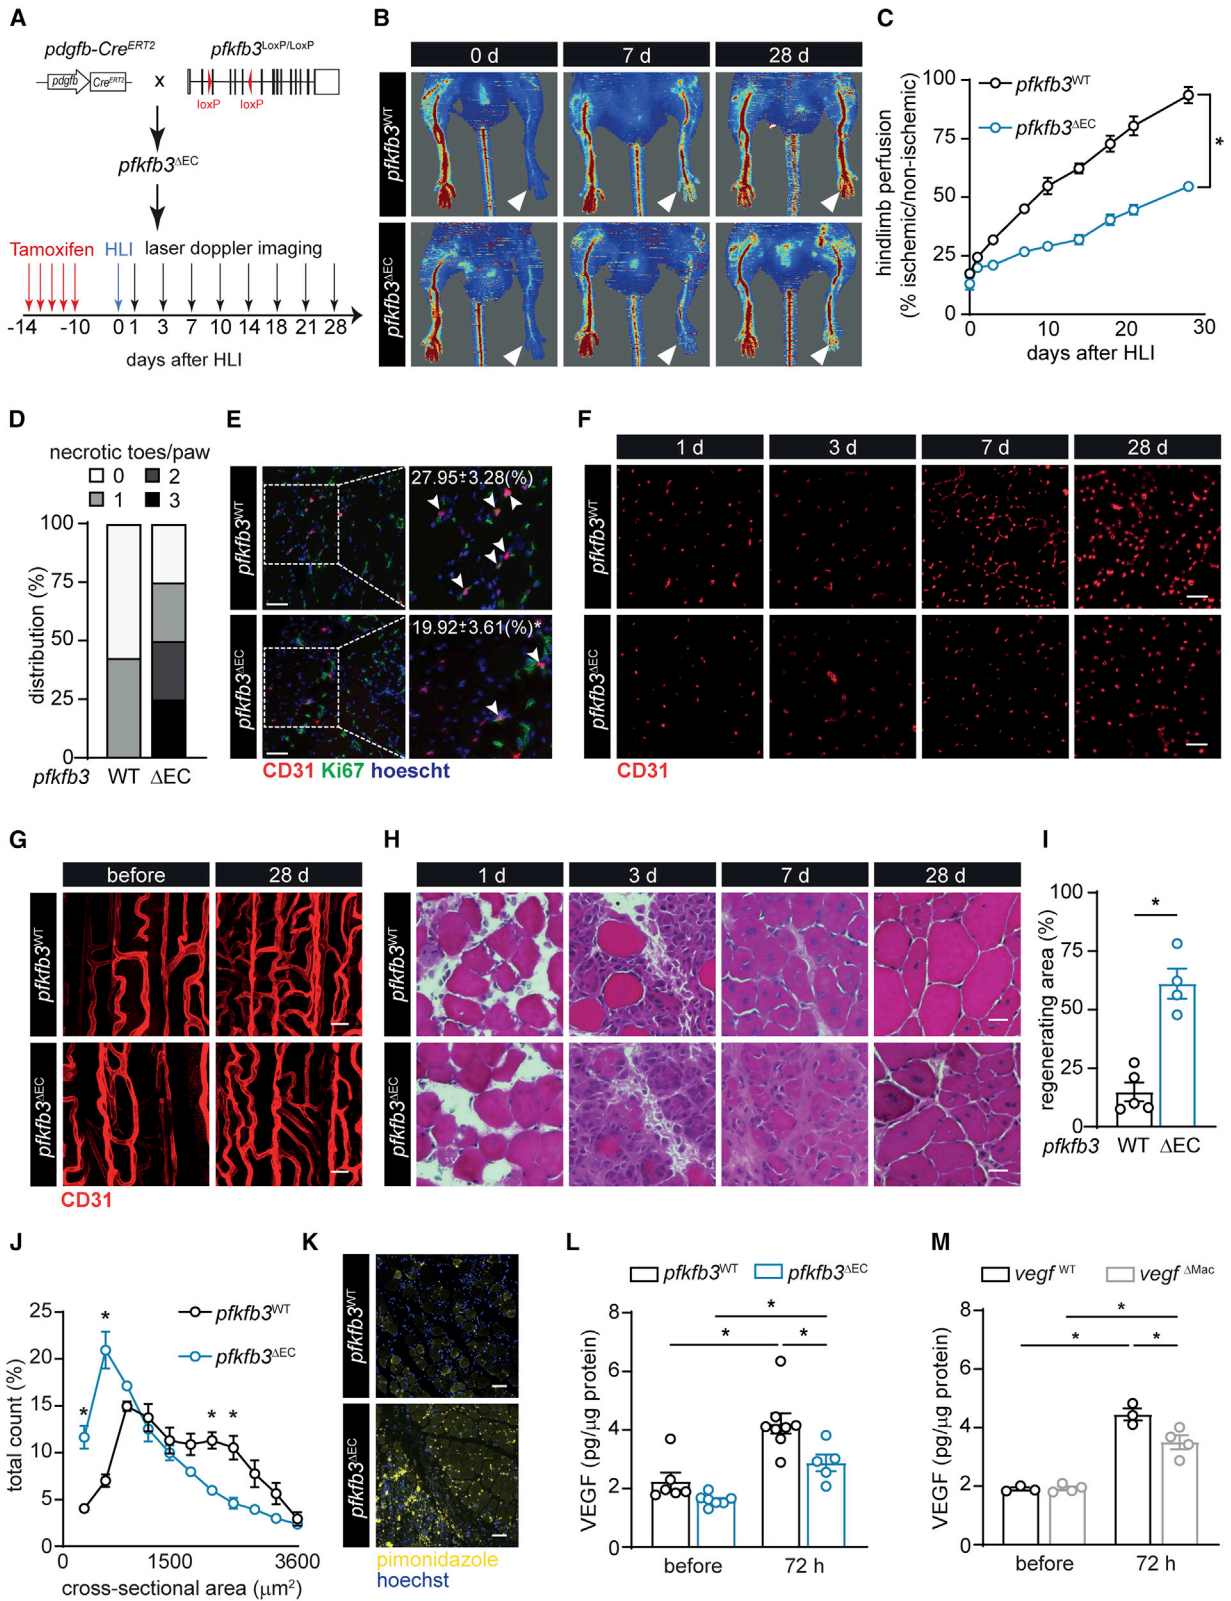 A
pdgfb-CreERT2
pfkfb3LoxP/LoxP
pdgfb
CreERT2
x
loxP
loxP
pfkfb3ΔEC
Tamoxifen
HLI
laser doppler imaging
-14 -10 0 1 3 7 10 14 18 21 28
days after HLI
B
0 d 7 d 28 d
pfkfb3WT
pfkfb3ΔEC
C
hindlimb perfusion
(% ischemic/non-ischemic)
100
75
50
25
0
pfkfb3WT
pfkfb3ΔEC
*
0 10 20 30
days after HLI
D
necrotic toes/paw
0 2
1 3
distribution (%)
100
75
50
25
0
pfkfb3 WT ΔEC
E
pfkfb3WT
27.95±3.28(%)
pfkfb3ΔEC
19.92±3.61(%)*
CD31 Ki67 hoescht
F
1 d 3 d 7 d 28 d
pfkfb3WT
pfkfb3ΔEC
CD31
G
before 28 d
pfkfb3WT
pfkfb3ΔEC
CD31
H
1 d 3 d 7 d 28 d
pfkfb3WT
pfkfb3ΔEC
I
regenerating area (%)
100
75
50
25
0
*
pfkfb3 WT ΔEC
J
total count (%)
25
20
15
10
5
0
pfkfb3WT
pfkfb3ΔEC
*
*
* *
0 1500 3600
cross-sectional area (μm2)
K
pfkfb3WT
pfkfb3ΔEC
pimonidazole
hoechst
L
pfkfb3WT pfkfb3ΔEC
VEGF (pg/μg protein)
8
6
4
2
0
*
* *
before 72 h
M
vegf WT vegf ΔMac
VEGF (pg/μg protein)
8
6
4
2
0
*
* *
before 72 h